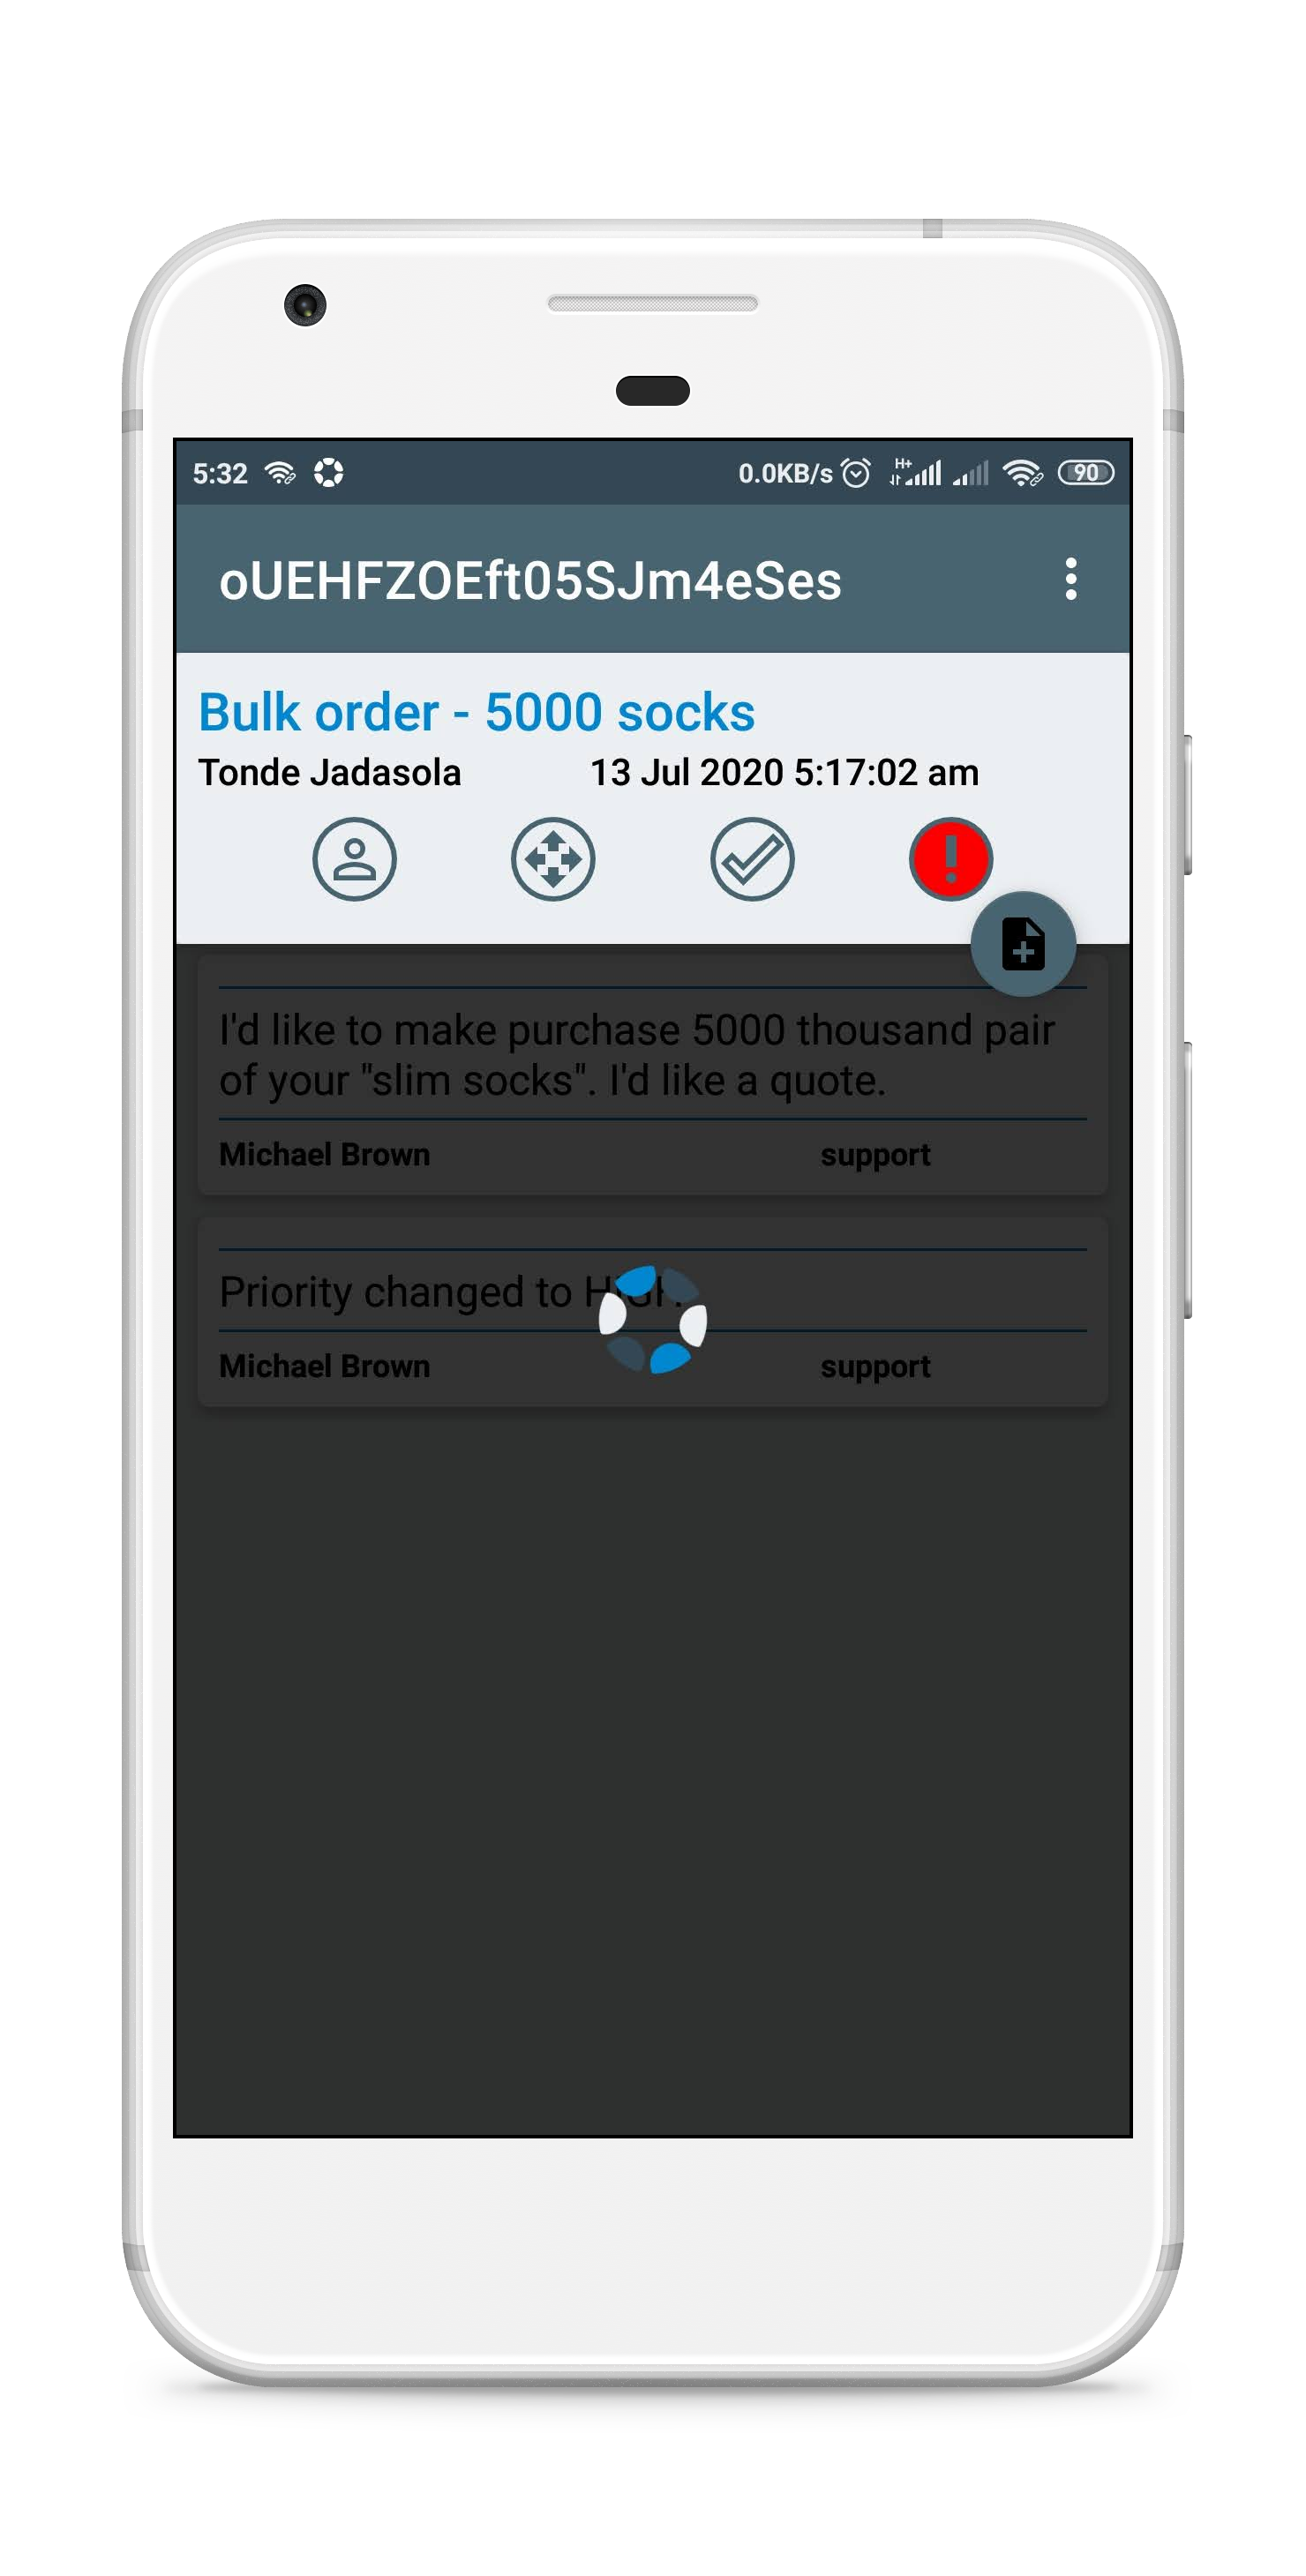 5:32 0.0KB/s H+ 90
oUEHFZOEft05SJm4eSes
Bulk order - 5000 socks
Tonde Jadasola 13 Jul 2020 5:17:02 am
I'd like to make purchase 5000 thousand pair
of your "slim socks". I'd like a quote.
Michael Brown support
Priority changed to HIGH.
Michael Brown support